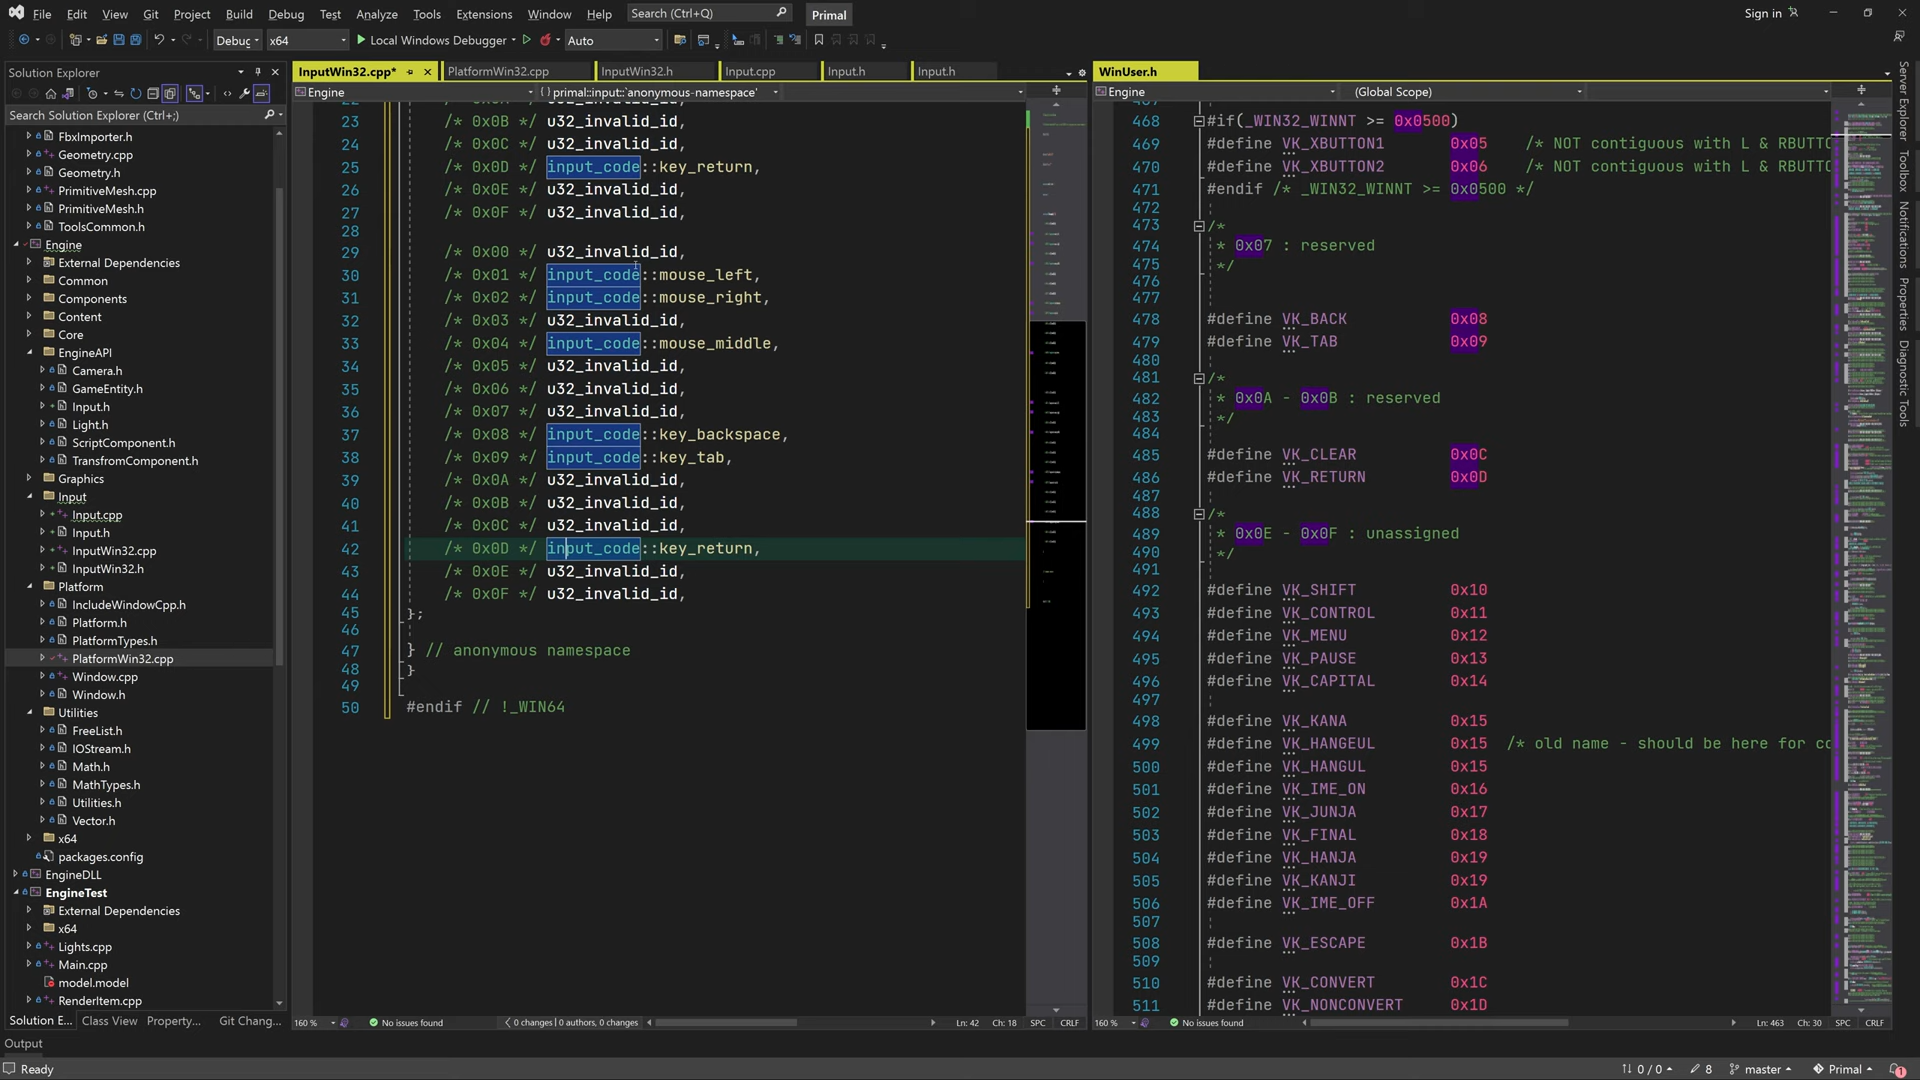 File Edit View Git Project Build Debug Test Analyze Tools Extensions Window Help Search (Ctrl+Q) Primal Sign in
Debug x64 Local Windows Debugger Auto
Solution Explorer
Search Solution Explorer (Ctrl+;)
FbxImporter.h
Geometry.cpp
Geometry.h
PrimitiveMesh.cpp
PrimitiveMesh.h
ToolsCommon.h
Engine
External Dependencies
Common
Components
Content
Core
EngineAPI
Camera.h
GameEntity.h
Input.h
Light.h
ScriptComponent.h
TransfromComponent.h
Graphics
Input
Input.cpp
Input.h
InputWin32.cpp
InputWin32.h
Platform
IncludeWindowCpp.h
Platform.h
PlatformTypes.h
PlatformWin32.cpp
Window.cpp
Window.h
Utilities
FreeList.h
IOStream.h
Math.h
MathTypes.h
Utilities.h
Vector.h
x64
packages.config
EngineDLL
EngineTest
External Dependencies
x64
Lights.cpp
Main.cpp
model.model
RenderItem.cpp
Solution E... Class View Property... Git Chang...
InputWin32.cpp* PlatformWin32.cpp InputWin32.h Input.cpp Input.h Input.h
Engine {} primal::input::`anonymous-namespace'
23 /* 0x0B */ u32_invalid_id,
24 /* 0x0C */ u32_invalid_id,
25 /* 0x0D */ input_code::key_return,
26 /* 0x0E */ u32_invalid_id,
27 /* 0x0F */ u32_invalid_id,
28
29 /* 0x00 */ u32_invalid_id,
30 /* 0x01 */ input_code::mouse_left,
31 /* 0x02 */ input_code::mouse_right,
32 /* 0x03 */ u32_invalid_id,
33 /* 0x04 */ input_code::mouse_middle,
34 /* 0x05 */ u32_invalid_id,
35 /* 0x06 */ u32_invalid_id,
36 /* 0x07 */ u32_invalid_id,
37 /* 0x08 */ input_code::key_backspace,
38 /* 0x09 */ input_code::key_tab,
39 /* 0x0A */ u32_invalid_id,
40 /* 0x0B */ u32_invalid_id,
41 /* 0x0C */ u32_invalid_id,
42 /* 0x0D */ input_code::key_return,
43 /* 0x0E */ u32_invalid_id,
44 /* 0x0F */ u32_invalid_id,
45 };
46
47 } // anonymous namespace
48 }
49
50 #endif // !_WIN64
160 % No issues found 0 changes | 0 authors, 0 changes Ln: 42 Ch: 18 SPC CRLF
WinUser.h
Engine (Global Scope)
468 #if(_WIN32_WINNT >= 0x0500)
469 #define VK_XBUTTON1 0x05 /* NOT contiguous with L & RBUTTO
470 #define VK_XBUTTON2 0x06 /* NOT contiguous with L & RBUTTO
471 #endif /* _WIN32_WINNT >= 0x0500 */
472
473 /*
474 * 0x07 : reserved
475 */
476
477
478 #define VK_BACK 0x08
479 #define VK_TAB 0x09
480
481 /*
482 * 0x0A - 0x0B : reserved
483 */
484
485 #define VK_CLEAR 0x0C
486 #define VK_RETURN 0x0D
487
488 /*
489 * 0x0E - 0x0F : unassigned
490 */
491
492 #define VK_SHIFT 0x10
493 #define VK_CONTROL 0x11
494 #define VK_MENU 0x12
495 #define VK_PAUSE 0x13
496 #define VK_CAPITAL 0x14
497
498 #define VK_KANA 0x15
499 #define VK_HANGEUL 0x15 /* old name - should be here for co
500 #define VK_HANGUL 0x15
501 #define VK_IME_ON 0x16
502 #define VK_JUNJA 0x17
503 #define VK_FINAL 0x18
504 #define VK_HANJA 0x19
505 #define VK_KANJI 0x19
506 #define VK_IME_OFF 0x1A
507
508 #define VK_ESCAPE 0x1B
509
510 #define VK_CONVERT 0x1C
511 #define VK_NONCONVERT 0x1D
160 % No issues found Ln: 463 Ch: 30 SPC CRLF
Server Explorer
Toolbox
Notifications
Properties
Diagnostic Tools
Output
Ready 0 / 0 8 master Primal 1